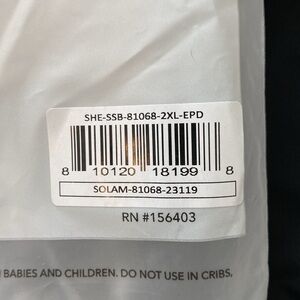 SHE-SSB-81068-2XL-EPD
8 10120 18199 8
SOLAM-81068-23119
RN #156403
BABIES AND CHILDREN. DO NOT USE IN CRIBS,